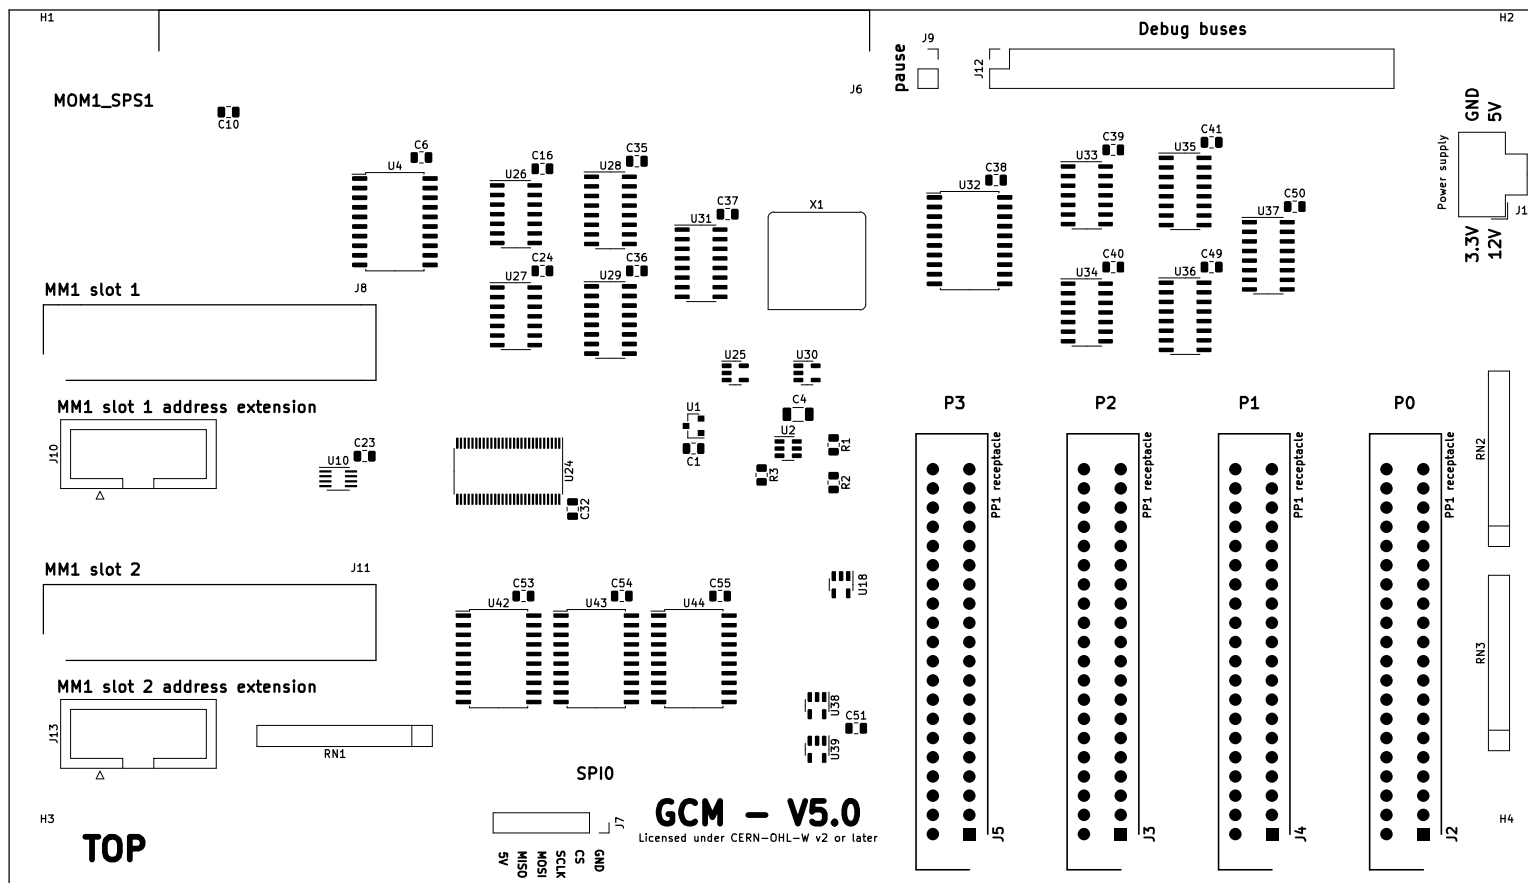 H1
H2
Debug buses
J9
pause
J12
J6
MOM1_SPS1
C10
GND
5V
Power supply
J1
3.3V
12V
C6
U4
C16
U26
C35
U28
C37
U31
X1
C38
U32
C39
U33
C41
U35
C50
U37
C24
U27
C36
U29
C40
U34
C49
U36
MM1 slot 1
J8
U25
U30
MM1 slot 1 address extension
J10
U10
C23
U24
C32
U1
C1
C4
U2
R3
R1
R2
P3
P2
P1
P0
PP1 receptacle
PP1 receptacle
PP1 receptacle
PP1 receptacle
RN2
MM1 slot 2
J11
C53
U42
C54
U43
C55
U44
U18
RN3
MM1 slot 2 address extension
J13
RN1
U38
C51
U39
SPI0
GCM - V5.0
Licensed under CERN-OHL-W v2 or later
J7
5V
MISO
MOSI
SCLK
CS
GND
H3
TOP
J5
J3
J4
J2
H4